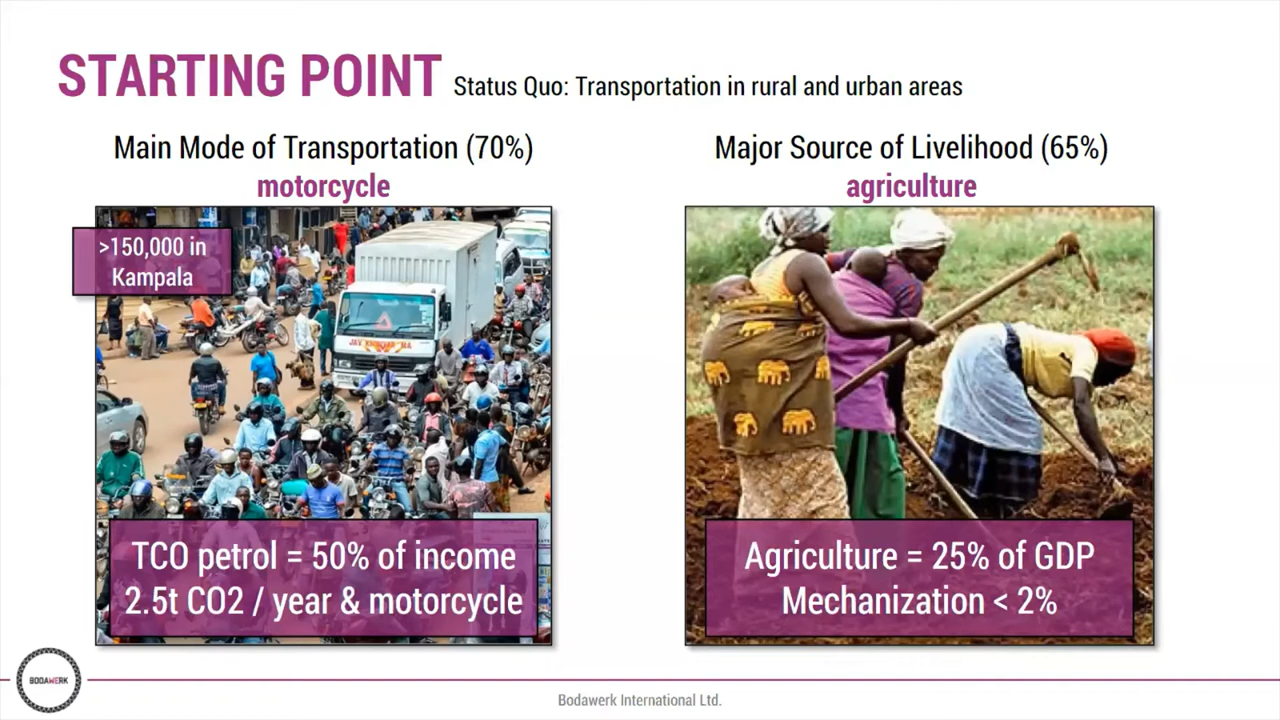 STARTING POINT Status Quo: Transportation in rural and urban areas
Main Mode of Transportation (70%)
motorcycle
>150,000 in
Kampala
TCO petrol = 50% of income
2.5t CO2 / year & motorcycle
Major Source of Livelihood (65%)
agriculture
Agriculture = 25% of GDP
Mechanization < 2%
BODAWERK
Bodawerk International Ltd.